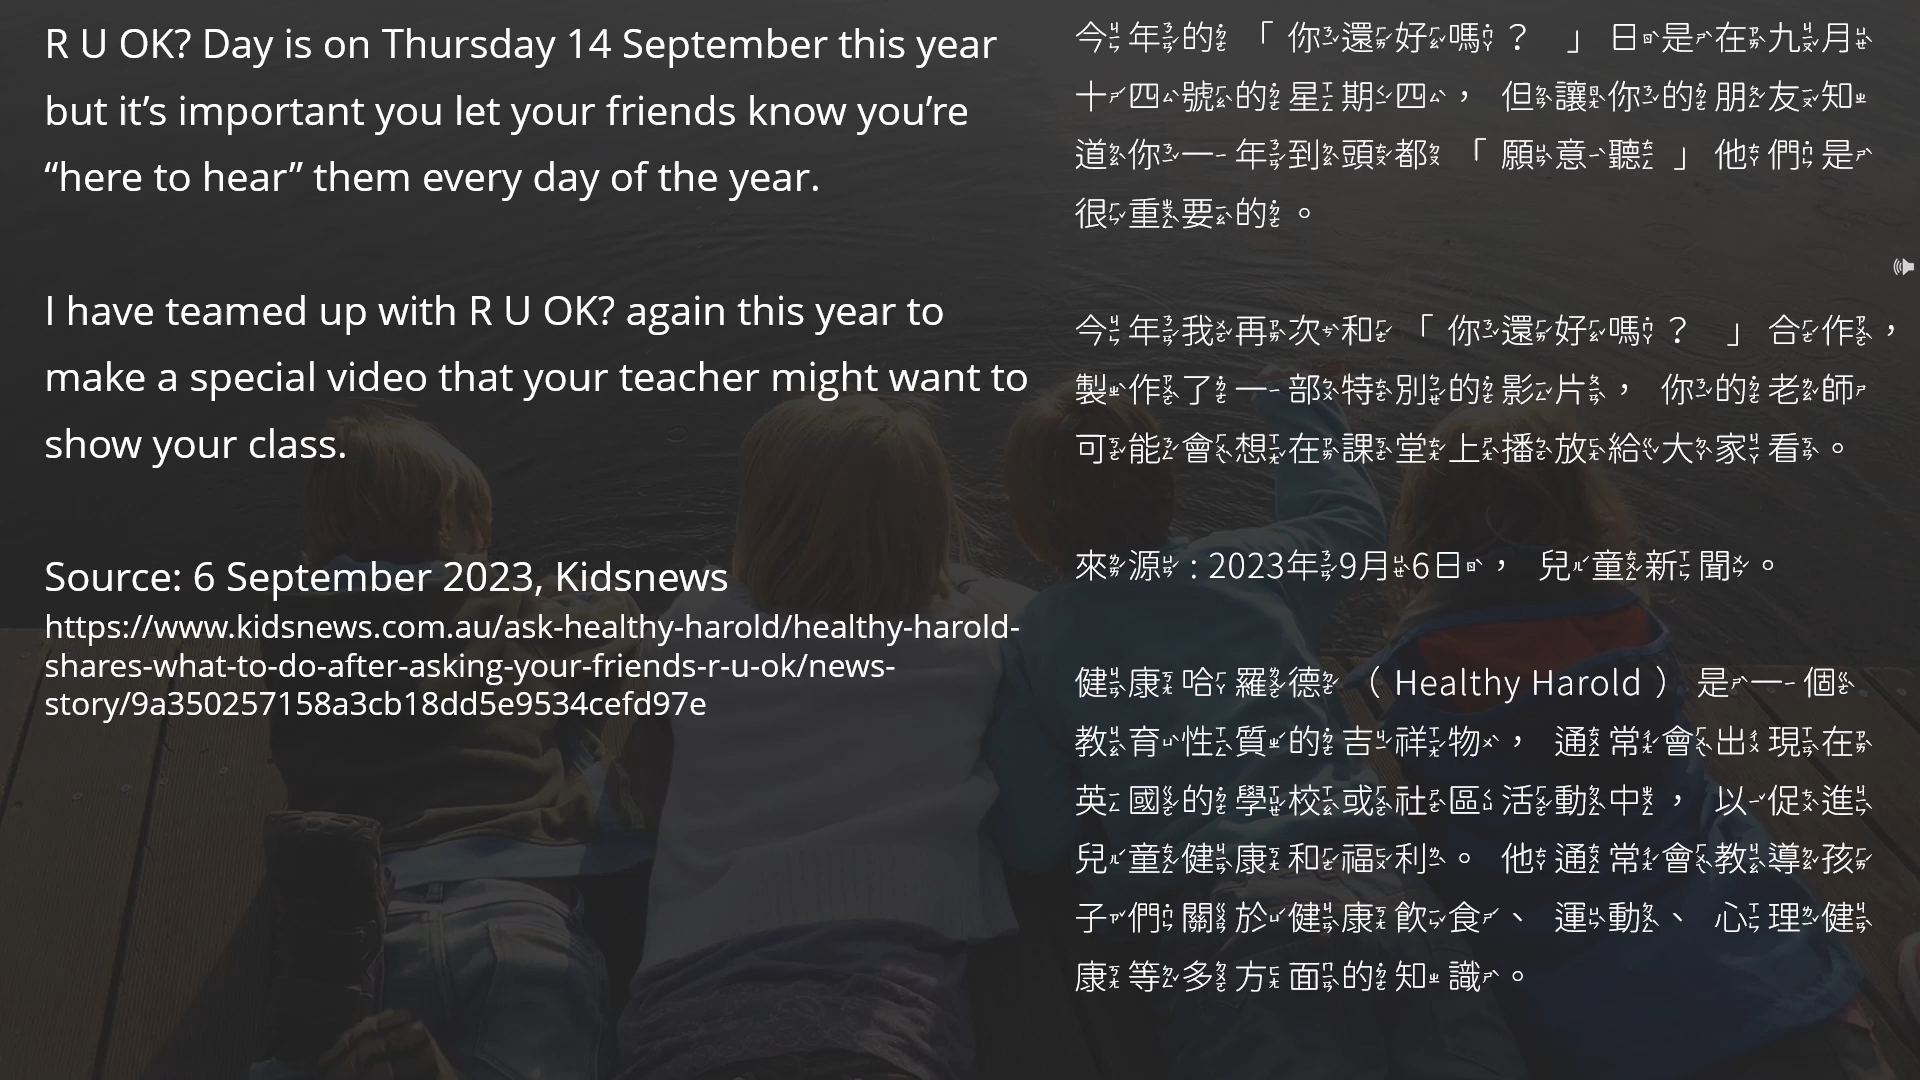 R U OK? Day is on Thursday 14 September this year
but it’s important you let your friends know you’re
“here to hear” them every day of the year.
I have teamed up with R U OK? again this year to
make a special video that your teacher might want to
show your class.
Source: 6 September 2023, Kidsnews
https://www.kidsnews.com.au/ask-healthy-harold/healthy-harold-
shares-what-to-do-after-asking-your-friends-r-u-ok/news-
story/9a350257158a3cb18dd5e9534cefd97e
今年的「你還好嗎？」日是在九月
十四號的星期四，但讓你的朋友知
道你一年到頭都「願意聽」他們是
很重要的。
今年我再次和「你還好嗎？」合作，
製作了一部特別的影片，你的老師
可能會想在課堂上播放給大家看。
來源：2023年9月6日，兒童新聞。
健康哈羅德（Healthy Harold）是一個
教育性質的吉祥物，通常會出現在
英國的學校或社區活動中，以促進
兒童健康和福利。他通常會教導孩
子們關於健康飲食、運動、心理健
康等多方面的知識。